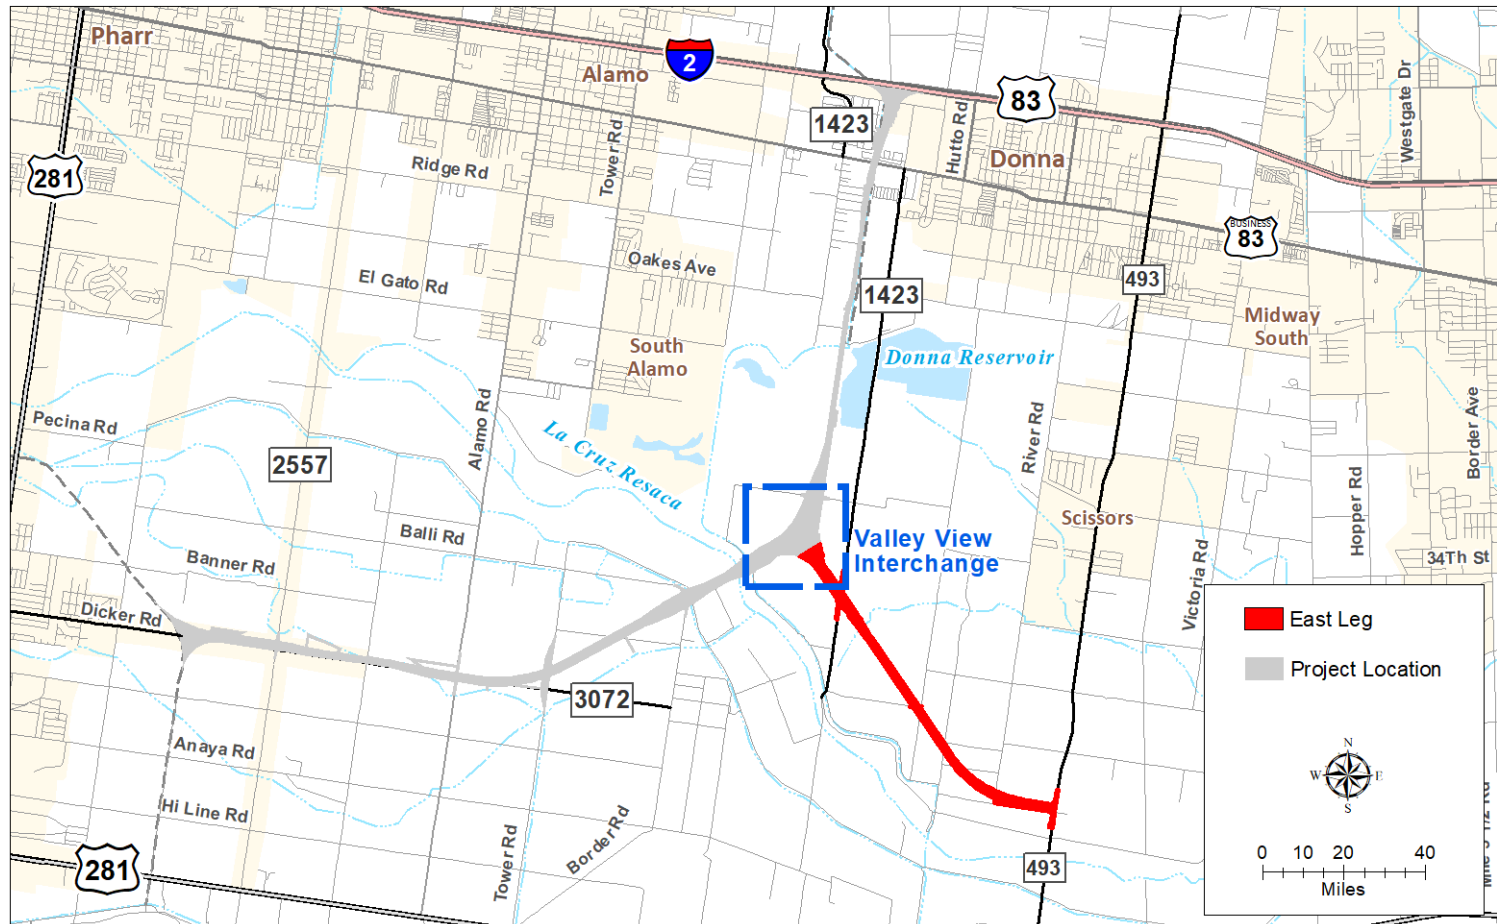 Pharr
Alamo
2
83
1423
Hutto Rd
Donna
Westgate Dr
281
Ridge Rd
Tower Rd
BUSINESS
83
Oakes Ave
El Gato Rd
1423
493
Midway
South
South
Alamo
Donna Reservoir
Pecina Rd
Alamo Rd
La Cruz Resaca
2557
River Rd
Border Ave
Hopper Rd
Scissors
Balli Rd
Valley View
Interchange
Victoria Rd
34Th St
Banner Rd
Dicker Rd
East Leg
Project Location
3072
Anaya Rd
Hi Line Rd
N
W
E
S
281
Tower Rd
Border Rd
493
0 10 20 40
Miles